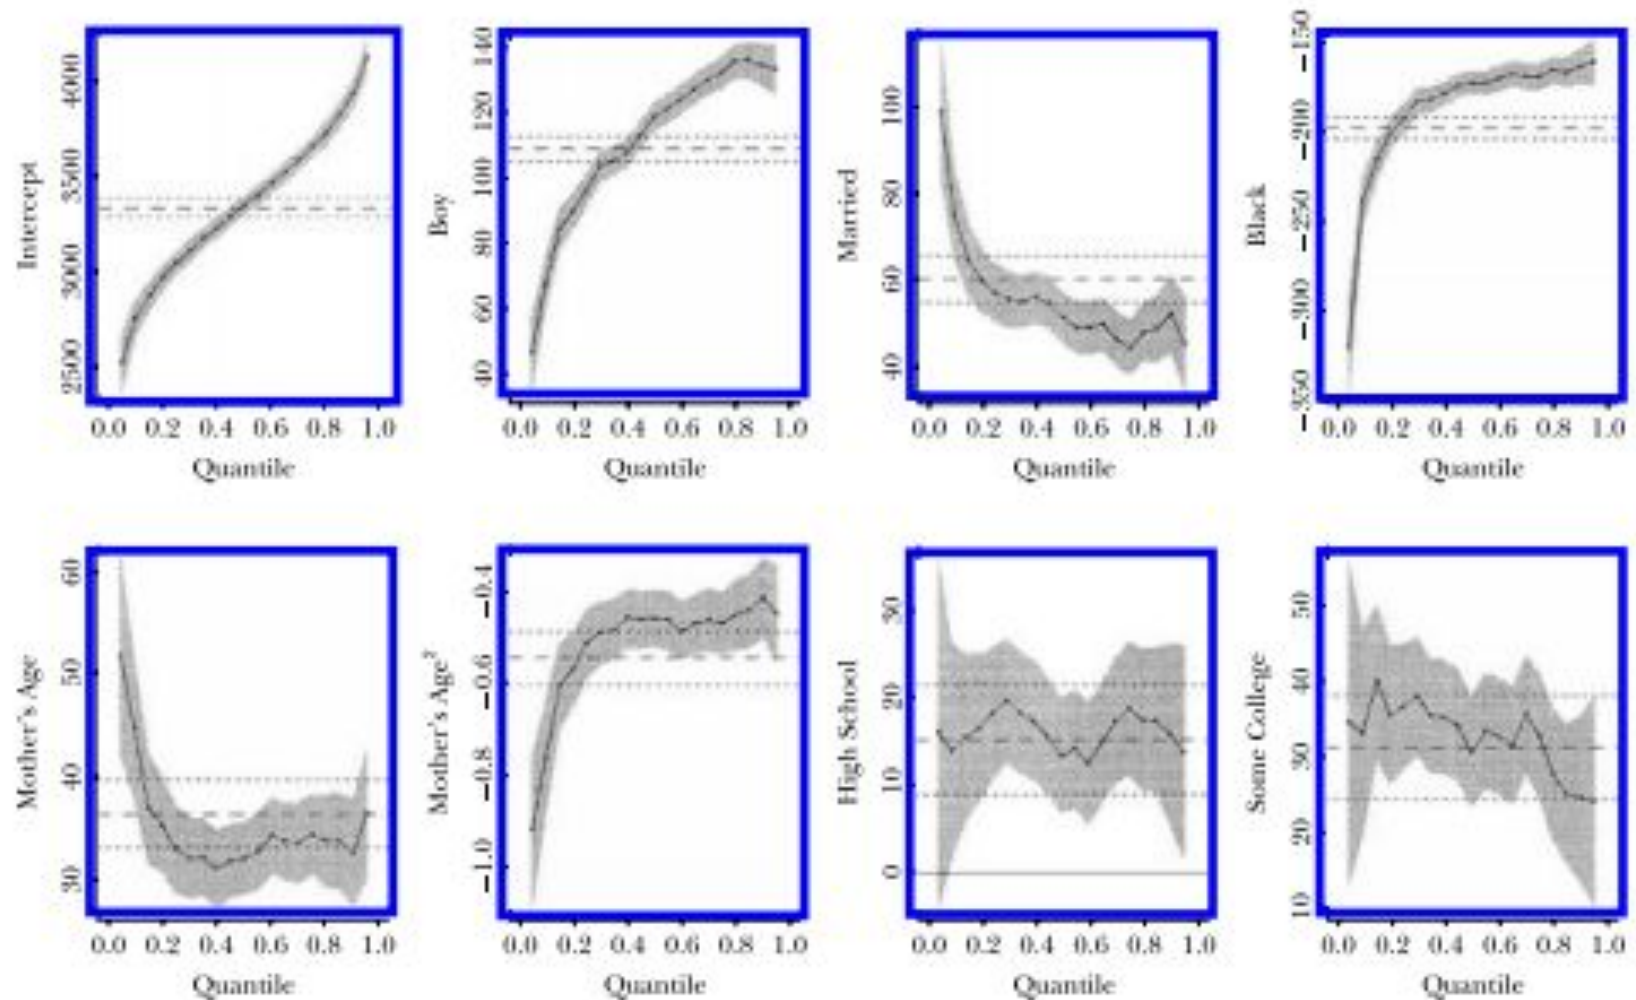 Intercept
4000
3500
3000
2500
0.0 0.2 0.4 0.6 0.8 1.0
Quantile
Boy
140
120
100
80
60
40
0.0 0.2 0.4 0.6 0.8 1.0
Quantile
Married
100
80
60
40
0.0 0.2 0.4 0.6 0.8 1.0
Quantile
Black
−150
−200
−250
−300
−350
0.0 0.2 0.4 0.6 0.8 1.0
Quantile
Mother's Age
60
50
40
30
0.0 0.2 0.4 0.6 0.8 1.0
Quantile
Mother's Age²
−0.4
−0.6
−0.8
−1.0
0.0 0.2 0.4 0.6 0.8 1.0
Quantile
High School
30
20
10
0
0.0 0.2 0.4 0.6 0.8 1.0
Quantile
Some College
50
40
30
20
10
0.0 0.2 0.4 0.6 0.8 1.0
Quantile